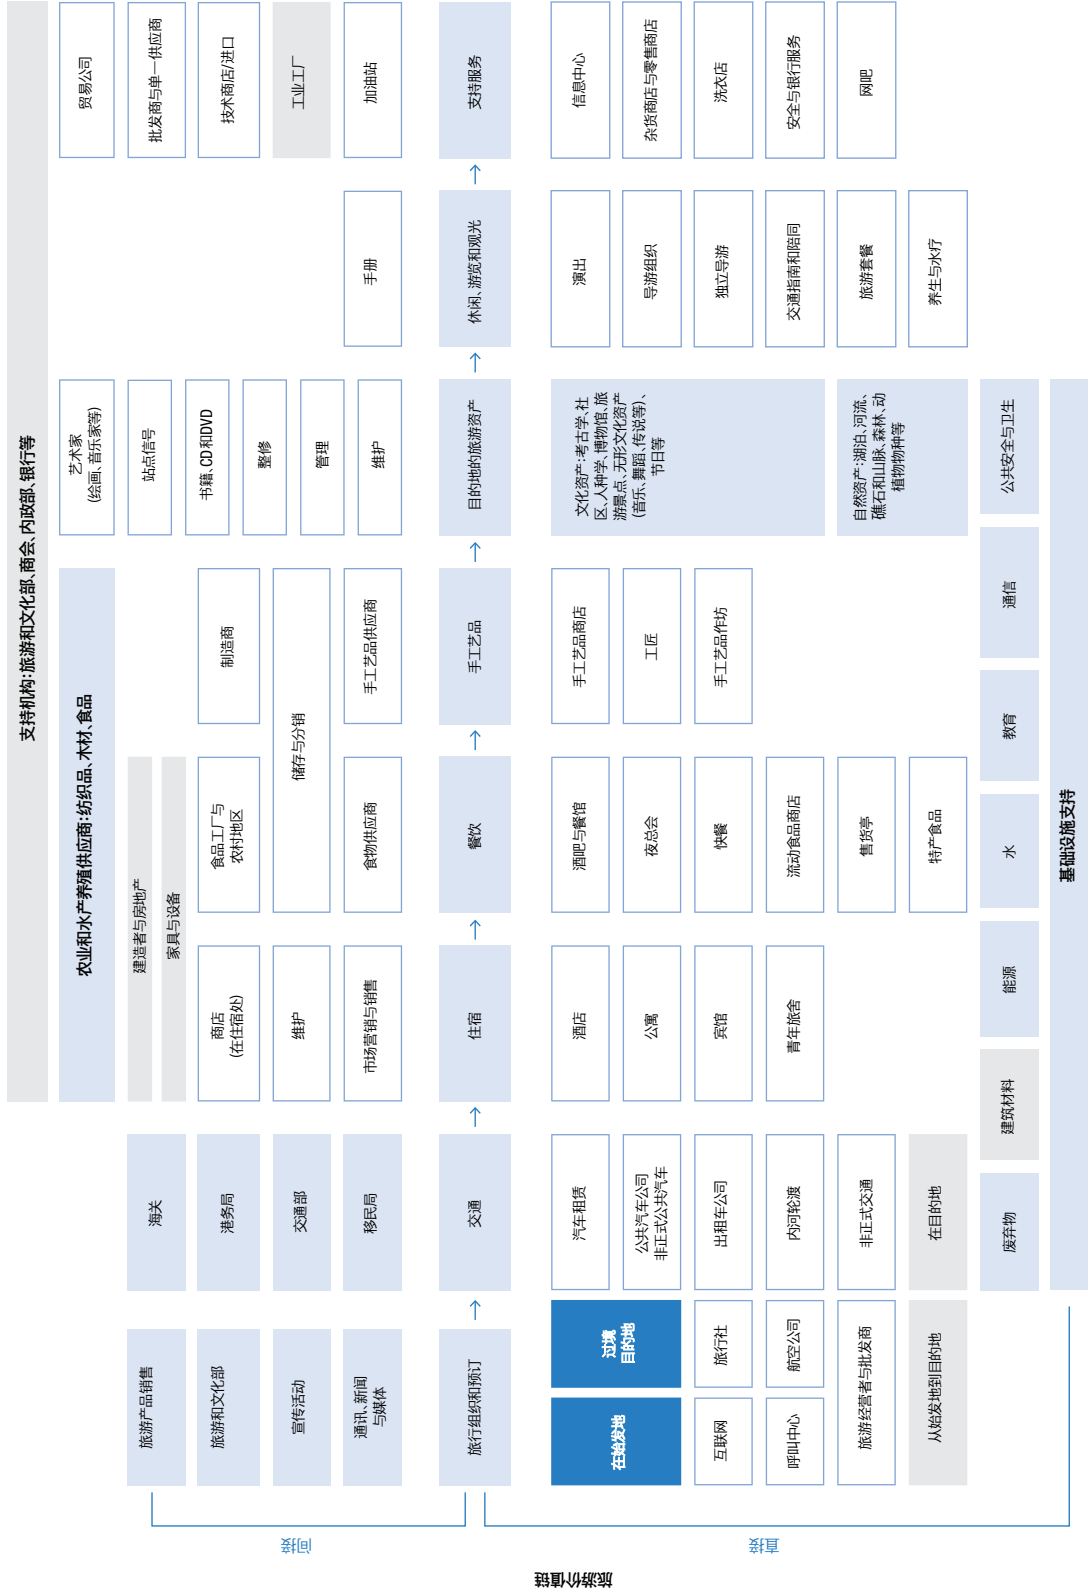 旅游价值链
间接
直接
支持机构：旅游和文化部、商会、内政部、银行等
农业和水产养殖供应商：纺织品、木材、食品
艺术家
（绘画、音乐家等）
贸易公司
旅游产品销售
海关
建造者与房地产
家具与设备
站点信号
批发商与单一供应商
旅游和文化部
港务局
商店
（在住宿处）
食品工厂与
农村地区
制造商
书籍、CD和DVD
技术商店/进口
宣传活动
交通部
维护
储存与分销
整修
管理
工业工厂
通讯、新闻
与媒体
移民局
市场营销与销售
食物供应商
手工艺品供应商
维护
手册
加油站
旅行组织和预订
交通
住宿
餐饮
手工艺品
目的地的旅游资产
休闲、游览和观光
支持服务
在始发地
过境
目的地
汽车租赁
酒店
酒吧与餐馆
手工艺品商店
文化资产：考古学、社
区、人种学、博物馆、旅
游景点、无形文化资产
（音乐、舞蹈、传说等）、
节日等
演出
信息中心
公共汽车公司
非正式公共汽车
公寓
夜总会
工匠
导游组织
杂货商店与零售商店
互联网
旅行社
出租车公司
宾馆
快餐
手工艺品作坊
独立导游
洗衣店
呼叫中心
航空公司
内河轮渡
青年旅舍
流动食品商店
交通指南和陪同
安全与银行服务
旅游经营者与批发商
非正式交通
售货亭
自然资产：湖泊、河流、
礁石和山脉、森林、动
植物物种等
旅游套餐
网吧
从始发地到目的地
在目的地
特产食品
养生与水疗
废弃物
建筑材料
能源
水
教育
通信
公共安全与卫生
基础设施支持